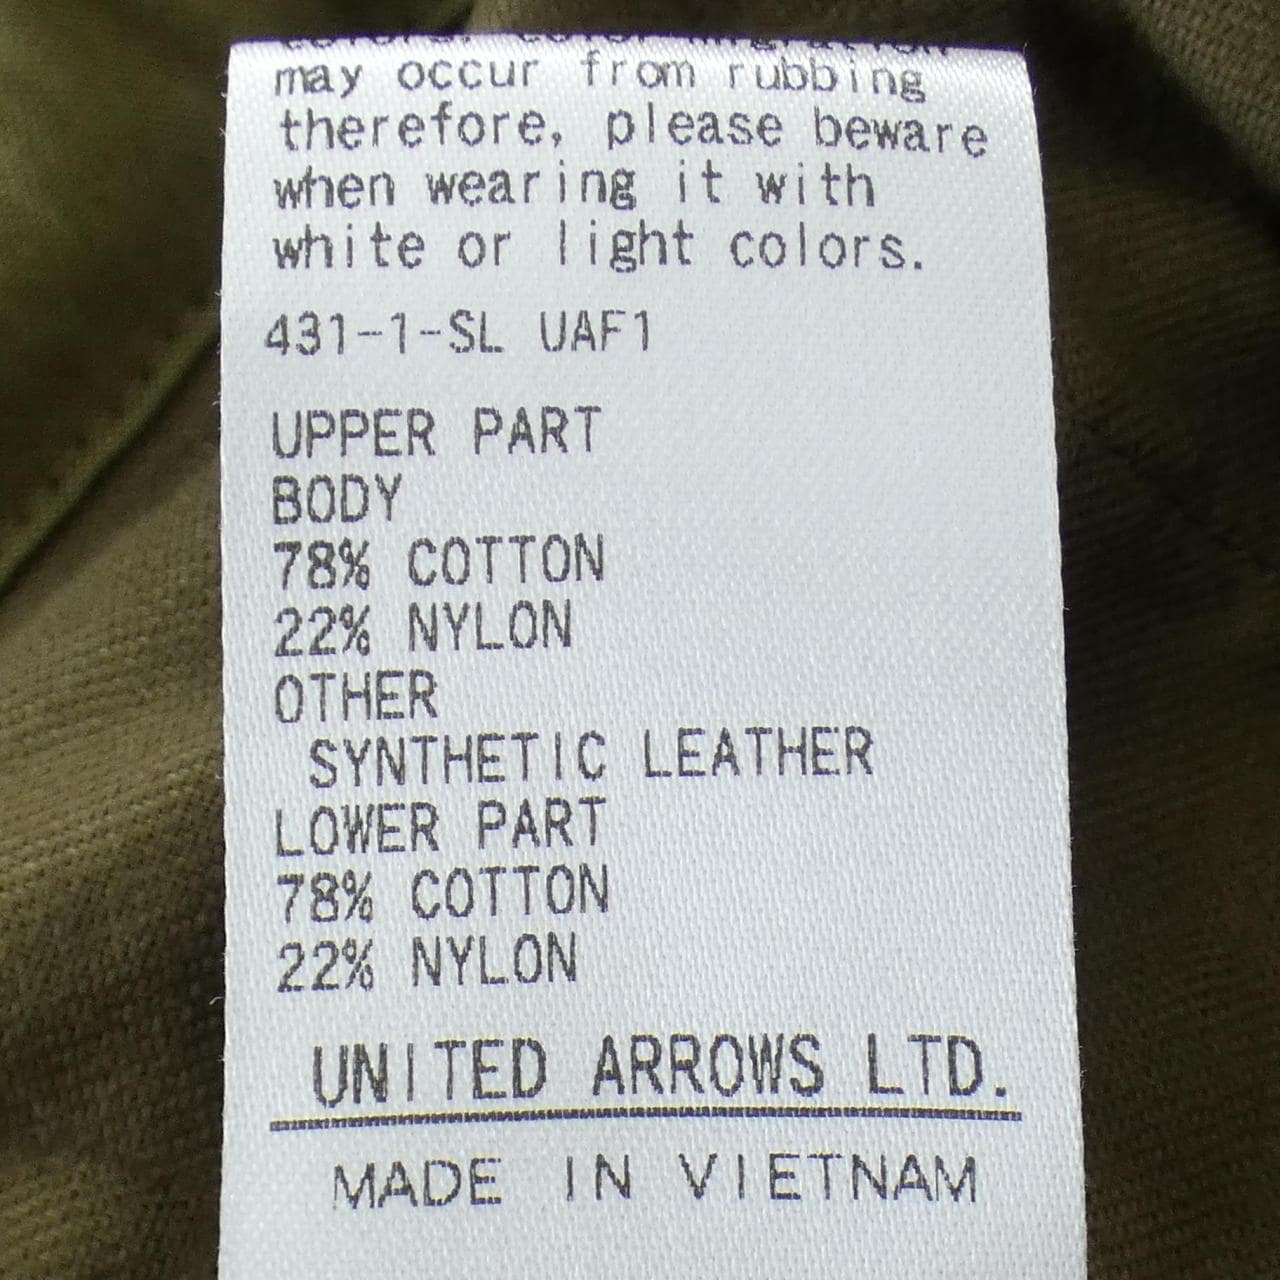 may occur from rubbing
therefore, please beware
when wearing it with
white or light colors.
431-1-SL UAF1
UPPER PART
BODY
78% COTTON
22% NYLON
OTHER
SYNTHETIC LEATHER
LOWER PART
78% COTTON
22% NYLON
UNITED ARROWS LTD.
MADE IN VIETNAM